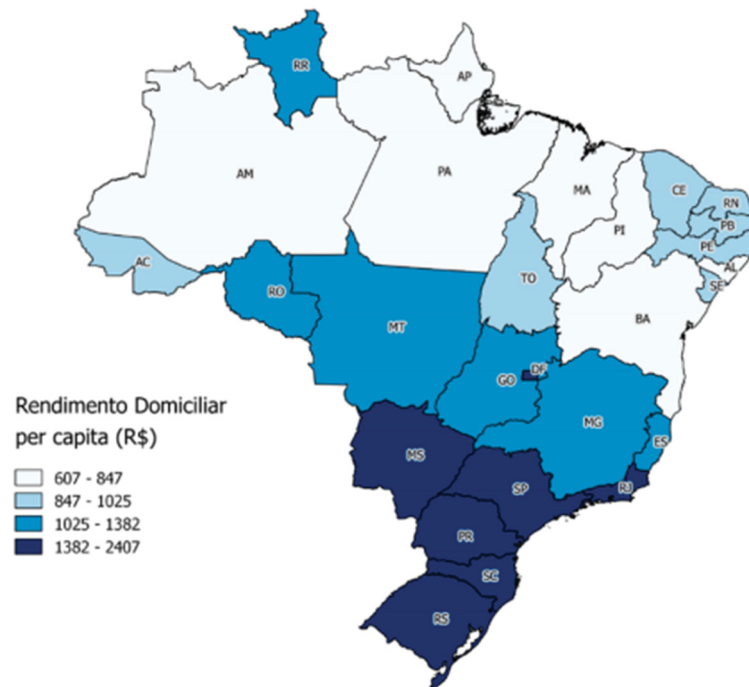 RR
AP
AM
PA
MA
CE
RN
PB
PI
PE
AL
AC
TO
SE
RO
BA
MT
DF
GO
MG
ES
MS
SP
RJ
PR
SC
RS
Rendimento Domiciliar
per capita (R$)
607 - 847
847 - 1025
1025 - 1382
1382 - 2407